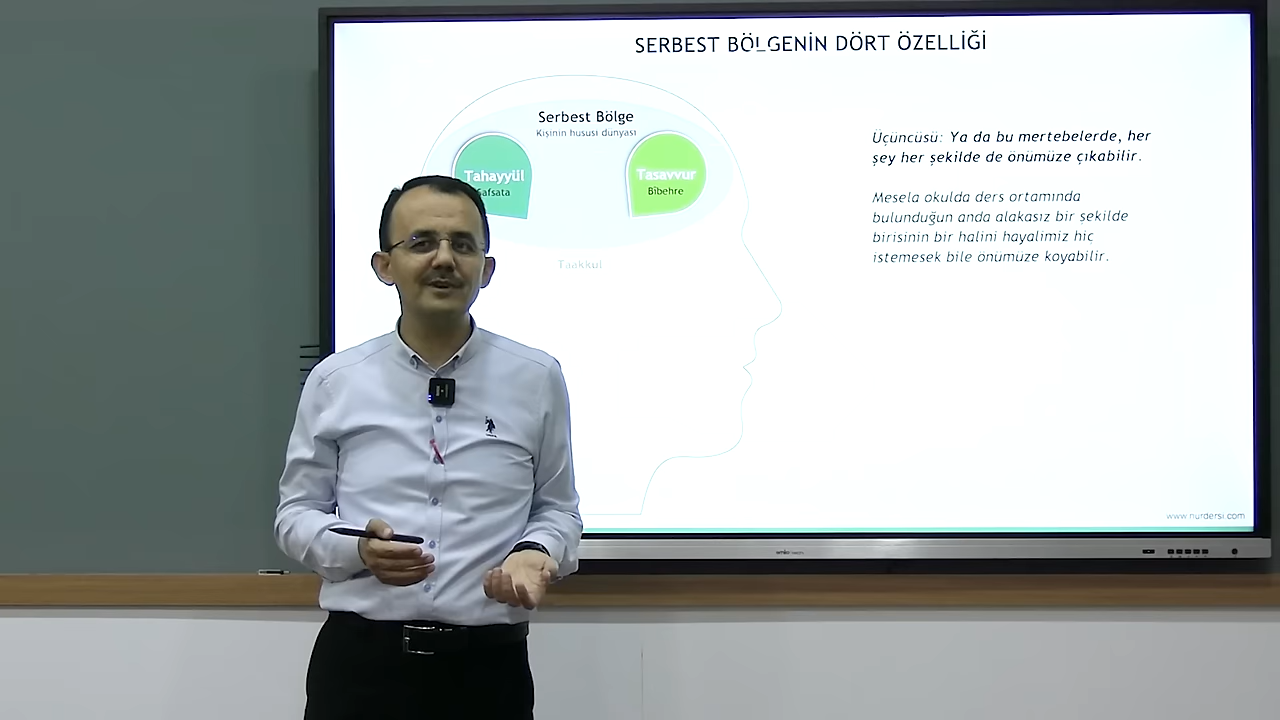 SERBEST BÖLGENİN DÖRT ÖZELLİĞİ
Serbest Bölge
Kişinin hususi dünyası
Tahayyül
Safsata
Tasavvur
Bîbehre
Taakkul
Üçüncüsü: Ya da bu mertebelerde, her
şey her şekilde de önümüze çıkabilir.
Mesela okulda ders ortamında
bulunduğun anda alakasız bir şekilde
birisinin bir halini hayalimiz hiç
istemesek bile önümüze koyabilir.
www.nurdersi.com